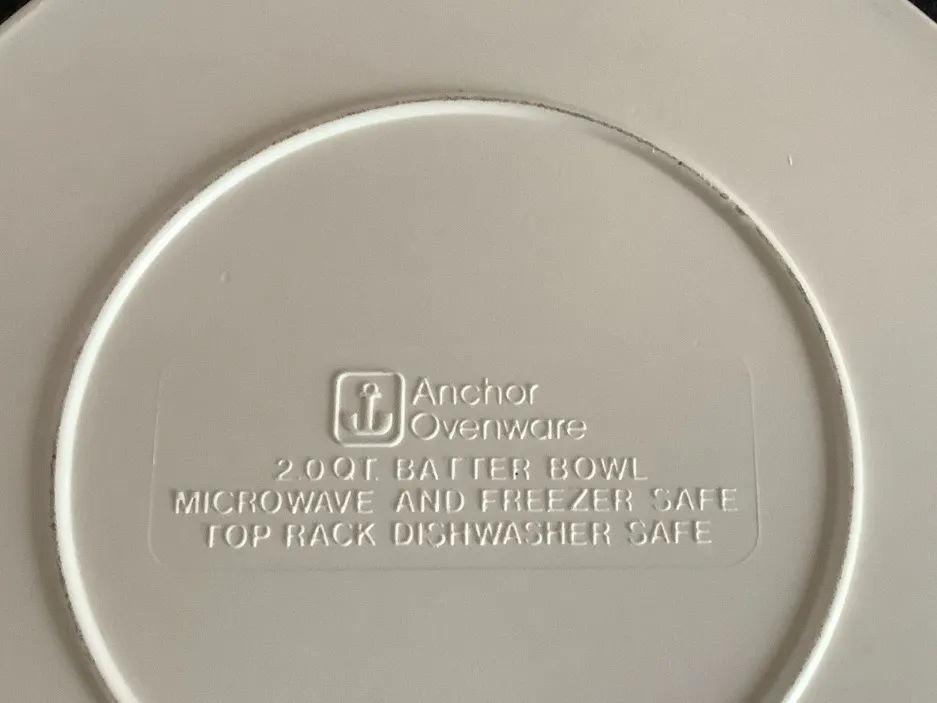 Anchor
Ovenware
2.0 QT. BATTER BOWL
MICROWAVE AND FREEZER SAFE
TOP RACK DISHWASHER SAFE